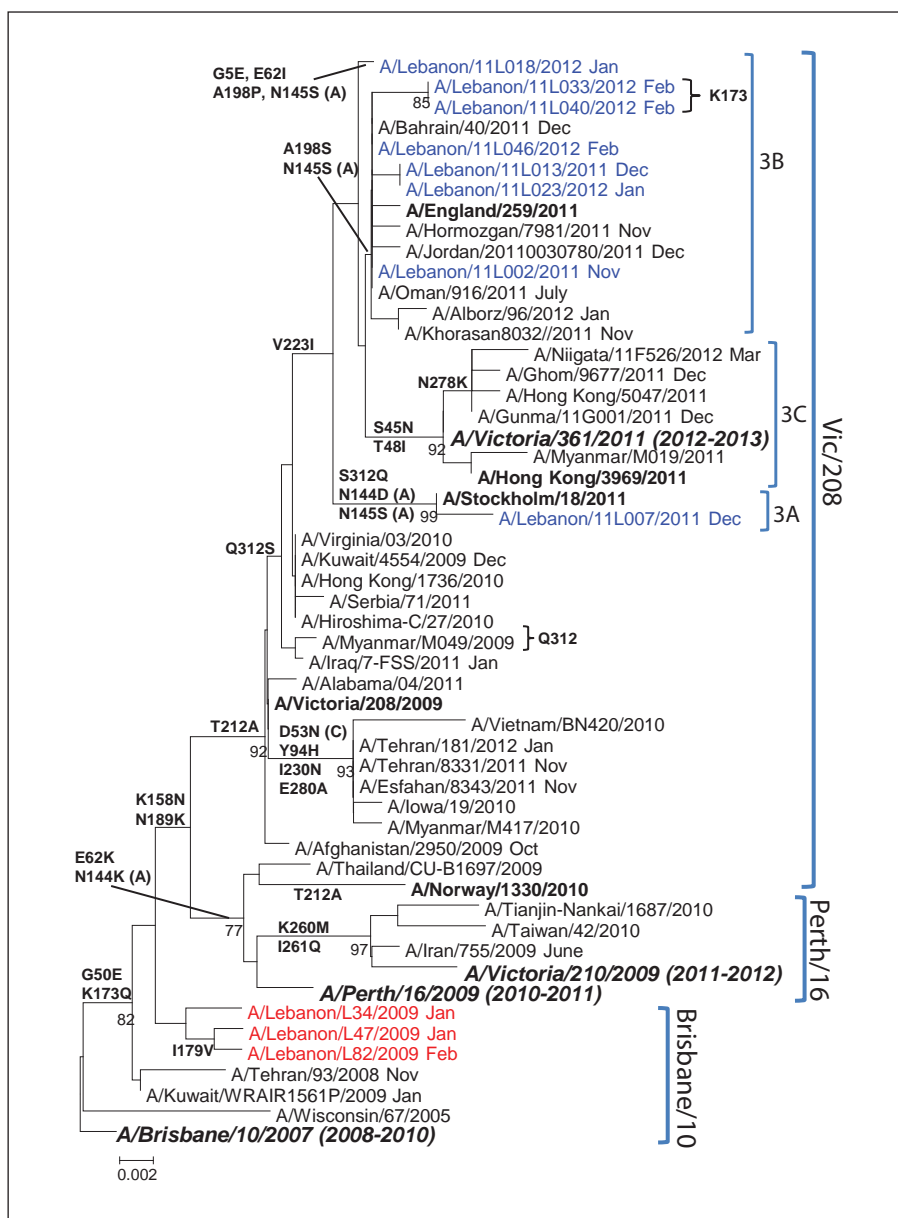 G5E, E62I
A198P, N145S (A)
A/Lebanon/11L018/2012 Jan
A/Lebanon/11L033/2012 Feb
85
A/Lebanon/11L040/2012 Feb
K173
A/Bahrain/40/2011 Dec
A198S
N145S (A)
A/Lebanon/11L046/2012 Feb
A/Lebanon/11L013/2011 Dec
A/Lebanon/11L023/2012 Jan
3B
A/England/259/2011
A/Hormozgan/7981/2011 Nov
A/Jordan/20110030780/2011 Dec
A/Lebanon/11L002/2011 Nov
A/Oman/916/2011 July
A/Alborz/96/2012 Jan
A/Khorasan8032//2011 Nov
V223I
A/Niigata/11F526/2012 Mar
A/Ghom/9677/2011 Dec
N278K
A/Hong Kong/5047/2011
A/Gunma/11G001/2011 Dec
3C
S45N
T48I
92
A/Victoria/361/2011 (2012-2013)
A/Myanmar/M019/2011
A/Hong Kong/3969/2011
Vic/208
S312Q
N144D (A)
N145S (A)
99
A/Stockholm/18/2011
A/Lebanon/11L007/2011 Dec
3A
Q312S
A/Virginia/03/2010
A/Kuwait/4554/2009 Dec
A/Hong Kong/1736/2010
A/Serbia/71/2011
A/Hiroshima-C/27/2010
A/Myanmar/M049/2009
Q312
A/Iraq/7-FSS/2011 Jan
A/Alabama/04/2011
A/Victoria/208/2009
T212A
92
D53N (C)
Y94H
I230N
E280A
93
A/Vietnam/BN420/2010
A/Tehran/181/2012 Jan
A/Tehran/8331/2011 Nov
A/Esfahan/8343/2011 Nov
A/Iowa/19/2010
A/Myanmar/M417/2010
K158N
N189K
A/Afghanistan/2950/2009 Oct
E62K
N144K (A)
A/Thailand/CU-B1697/2009
T212A
A/Norway/1330/2010
77
A/Tianjin-Nankai/1687/2010
K260M
I261Q
97
A/Taiwan/42/2010
A/Iran/755/2009 June
A/Victoria/210/2009 (2011-2012)
A/Perth/16/2009 (2010-2011)
Perth/16
G50E
K173Q
82
A/Lebanon/L34/2009 Jan
A/Lebanon/L47/2009 Jan
I179V
A/Lebanon/L82/2009 Feb
A/Tehran/93/2008 Nov
A/Kuwait/WRAIR1561P/2009 Jan
A/Wisconsin/67/2005
A/Brisbane/10/2007 (2008-2010)
Brisbane/10
0.002